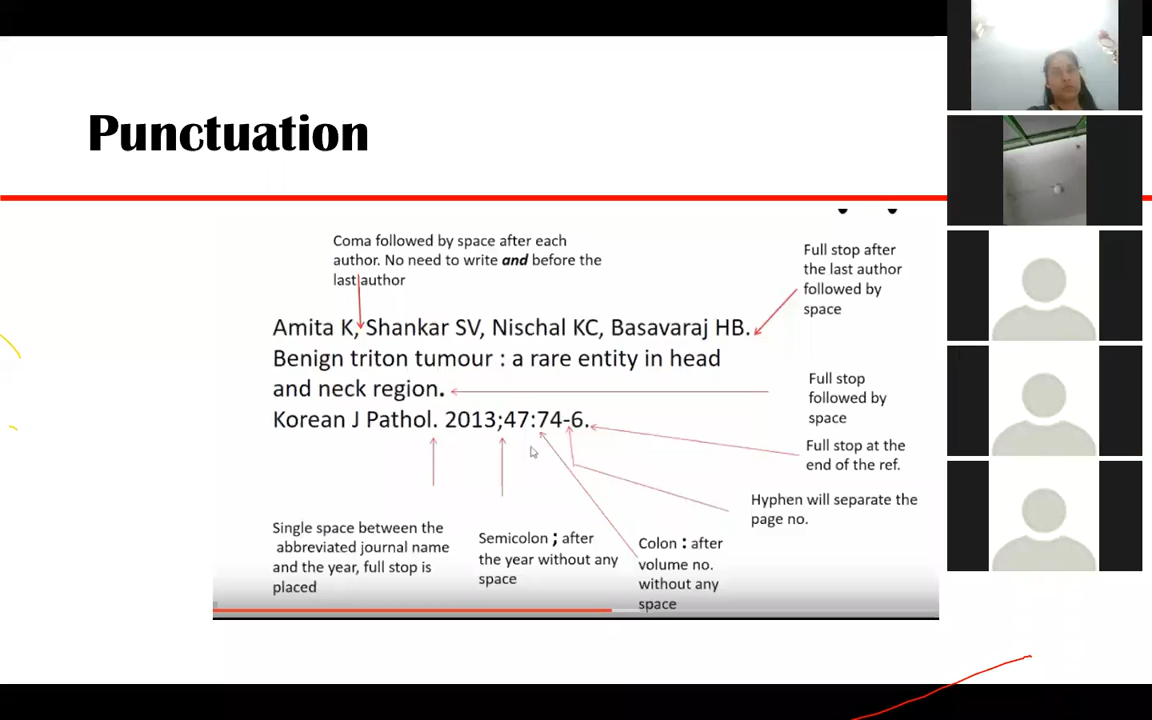 Punctuation
Coma followed by space after each
author. No need to write and before the
last author
Full stop after
the last author
followed by
space
Amita K, Shankar SV, Nischal KC, Basavaraj HB.
Benign triton tumour : a rare entity in head
and neck region.
Korean J Pathol. 2013;47:74-6.
Full stop
followed by
space
Full stop at the
end of the ref.
Hyphen will separate the
page no.
Single space between the
abbreviated journal name
and the year, full stop is
placed
Semicolon ; after
the year without any
space
Colon : after
volume no.
without any
space